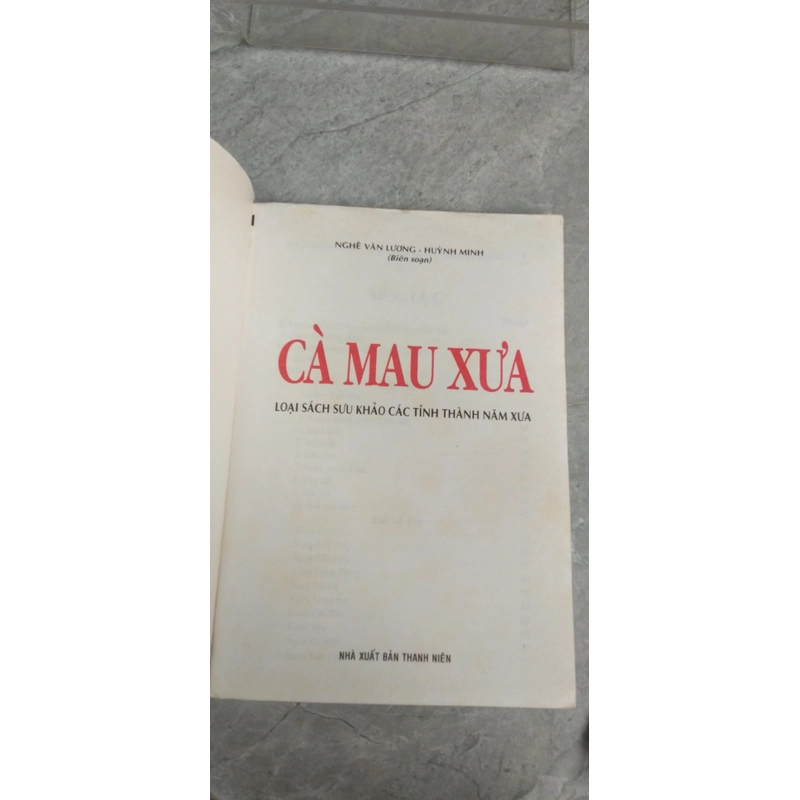 NGHÊ VĂN LƯƠNG - HUỲNH MINH
(Biên soạn)
CÀ MAU XƯA
LOẠI SÁCH SƯU KHẢO CÁC TỈNH THÀNH NĂM XƯA
NHÀ XUẤT BẢN THANH NIÊN